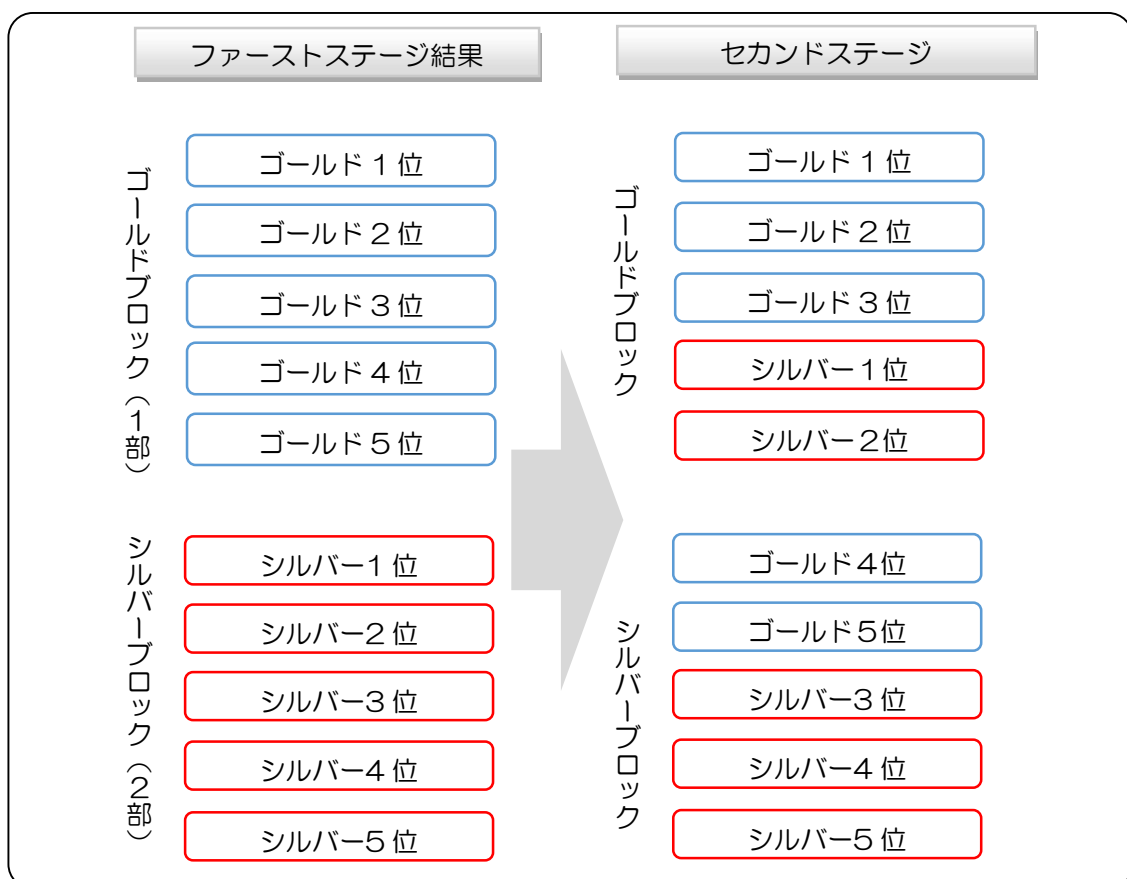 ファーストステージ結果
ゴールドブロック（１部）
ゴールド１位
ゴールド２位
ゴールド３位
ゴールド４位
ゴールド５位
シルバーブロック（２部）
シルバー１位
シルバー２位
シルバー３位
シルバー４位
シルバー５位
セカンドステージ
ゴールドブロック
ゴールド１位
ゴールド２位
ゴールド３位
シルバー１位
シルバー２位
シルバーブロック
ゴールド４位
ゴールド５位
シルバー３位
シルバー４位
シルバー５位